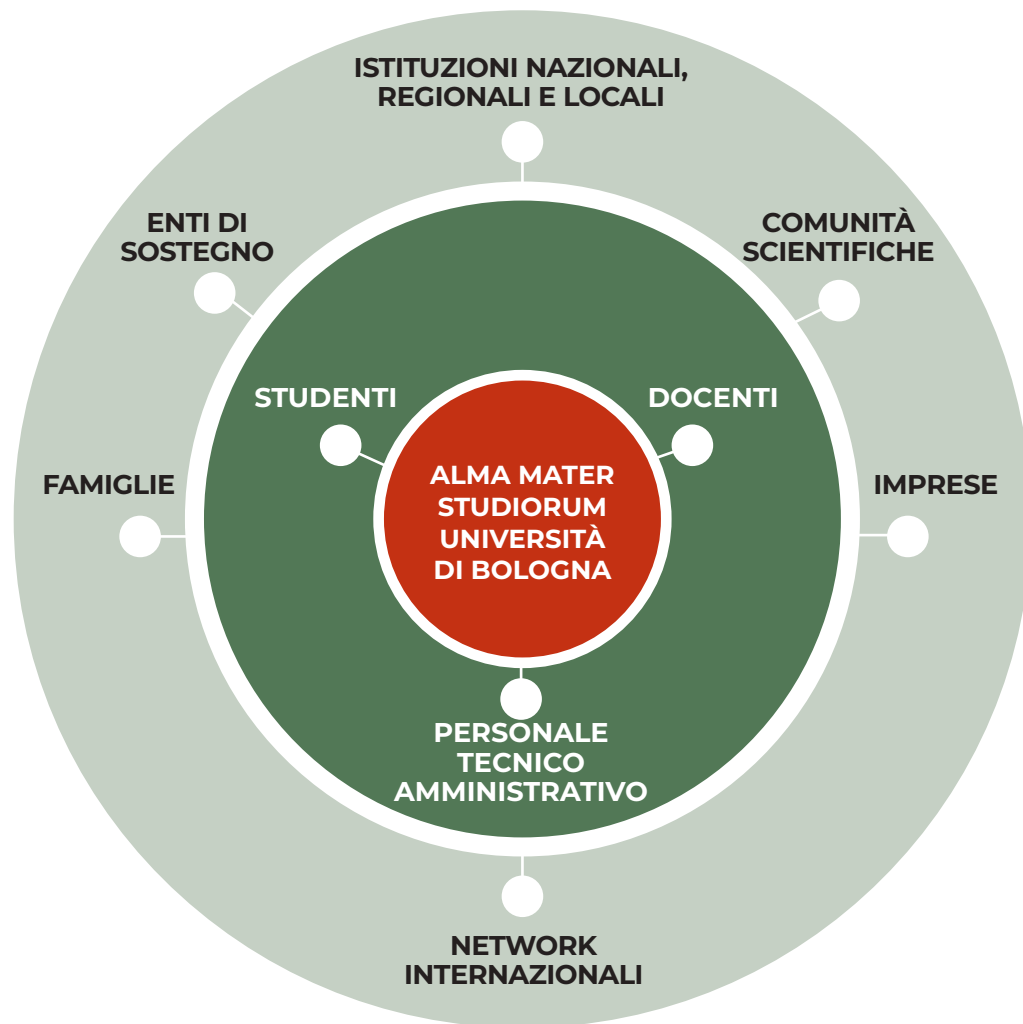 ISTITUZIONI NAZIONALI,
REGIONALI E LOCALI
ENTI DI
SOSTEGNO
COMUNITÀ
SCIENTIFICHE
STUDENTI
DOCENTI
FAMIGLIE
ALMA MATER
STUDIORUM
UNIVERSITÀ
DI BOLOGNA
IMPRESE
PERSONALE
TECNICO
AMMINISTRATIVO
NETWORK
INTERNAZIONALI